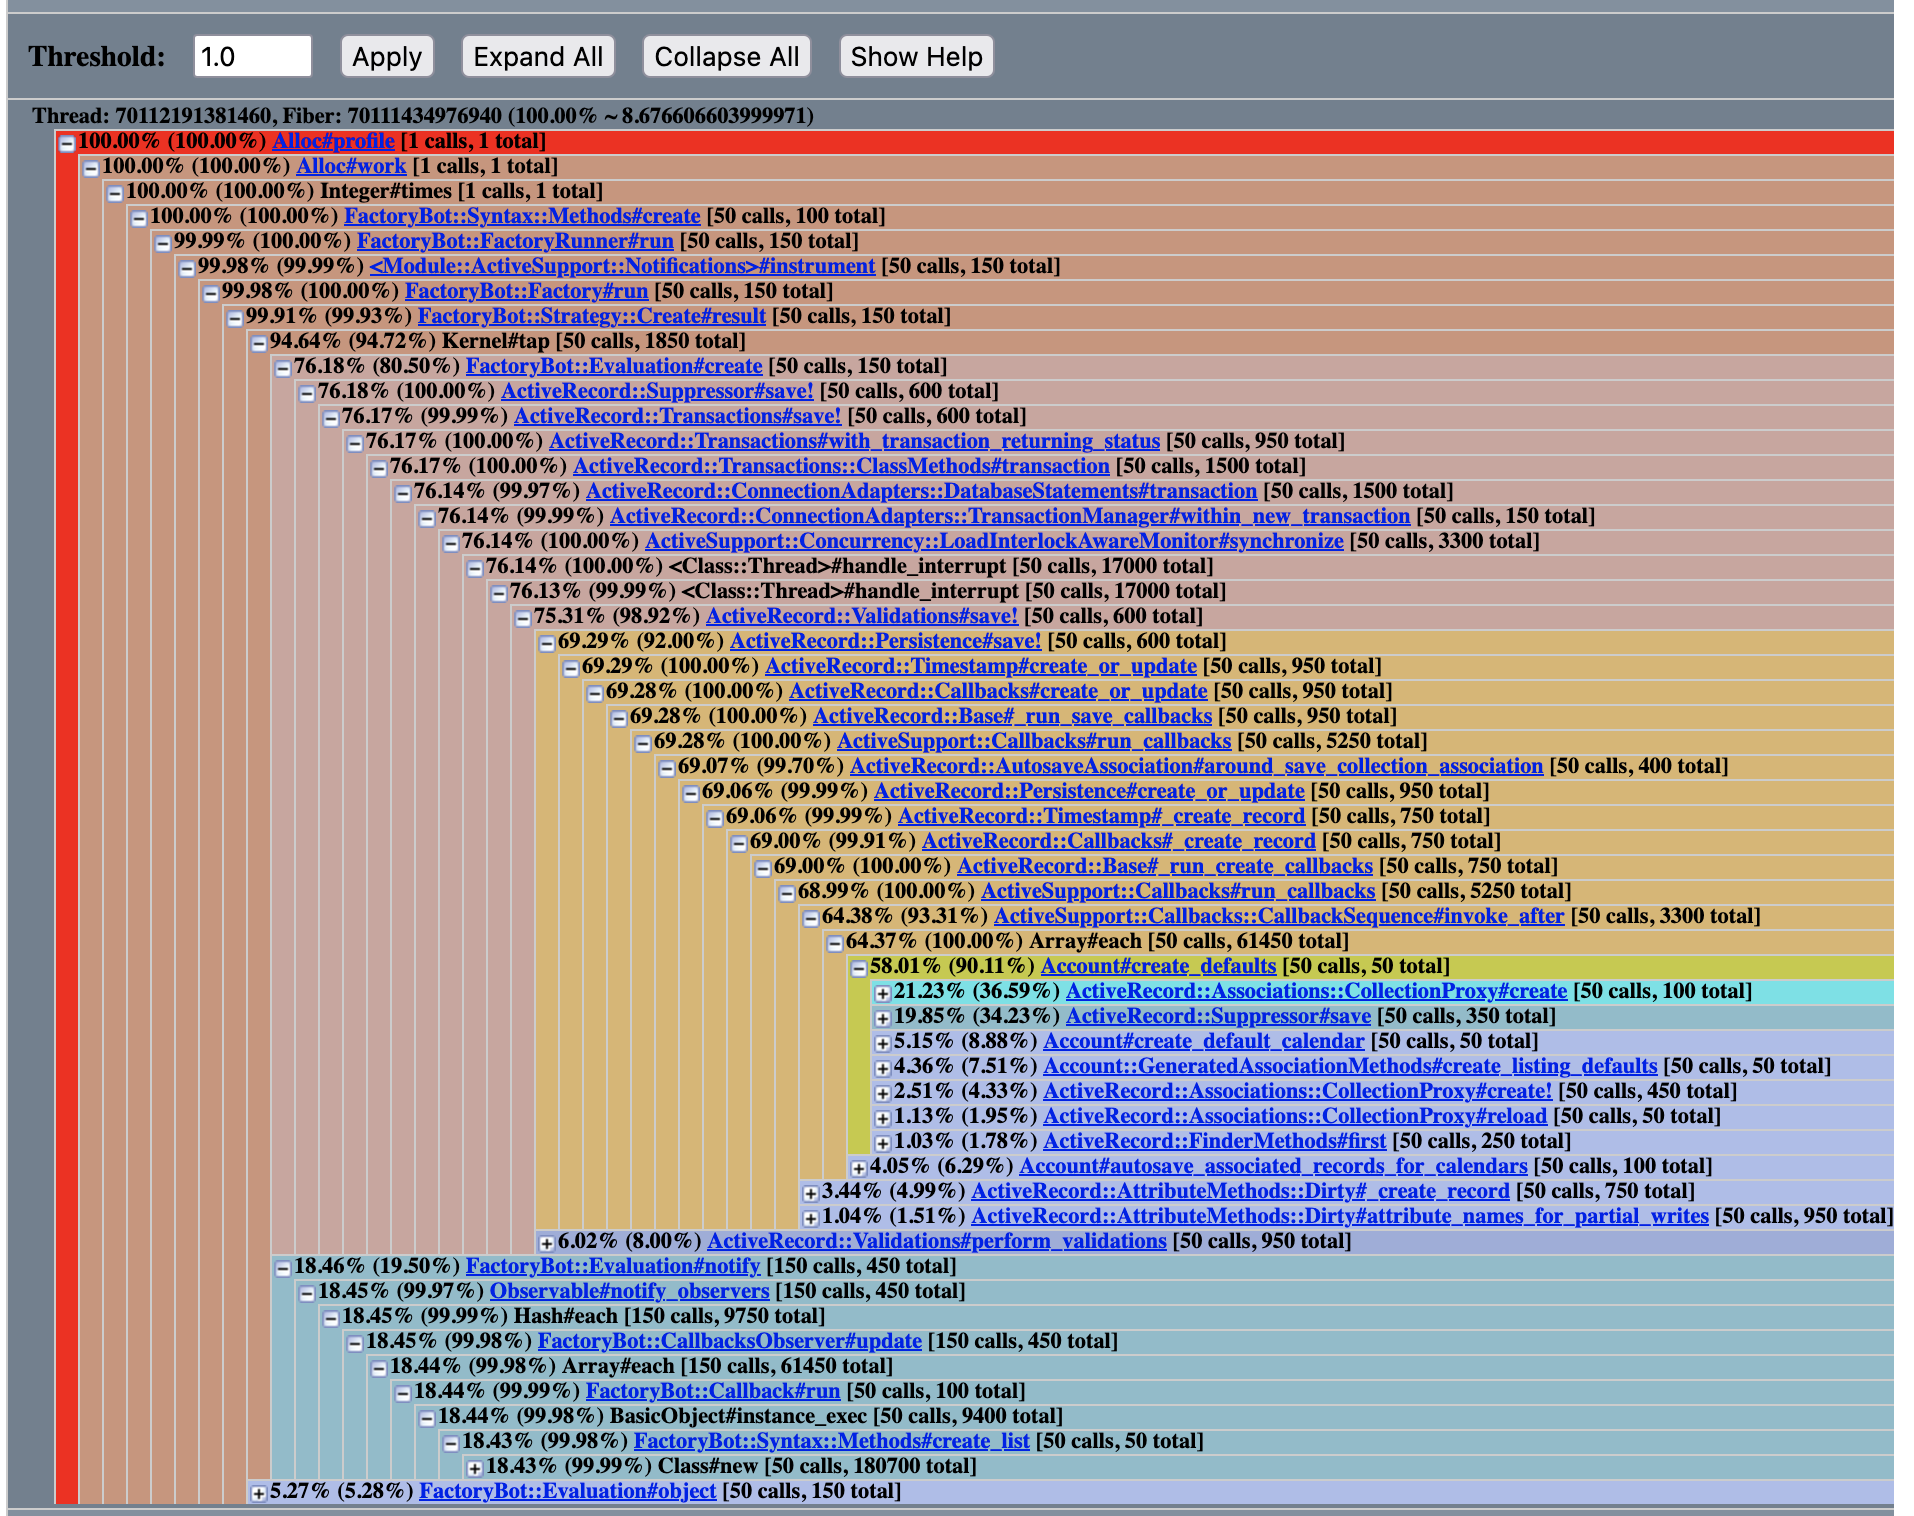 Threshold: 1.0 Apply Expand All Collapse All Show Help
Thread: 70112191381460, Fiber: 70111434976940 (100.00% ~ 8.676606603999971)
100.00% (100.00%) Alloc#profile [1 calls, 1 total]
100.00% (100.00%) Alloc#work [1 calls, 1 total]
100.00% (100.00%) Integer#times [1 calls, 1 total]
100.00% (100.00%) FactoryBot::Syntax::Methods#create [50 calls, 100 total]
99.99% (100.00%) FactoryBot::FactoryRunner#run [50 calls, 150 total]
99.98% (99.99%) <Module::ActiveSupport::Notifications>#instrument [50 calls, 150 total]
99.98% (100.00%) FactoryBot::Factory#run [50 calls, 150 total]
99.91% (99.93%) FactoryBot::Strategy::Create#result [50 calls, 150 total]
94.64% (94.72%) Kernel#tap [50 calls, 1850 total]
76.18% (80.50%) FactoryBot::Evaluation#create [50 calls, 150 total]
76.18% (100.00%) ActiveRecord::Suppressor#save! [50 calls, 600 total]
76.17% (99.99%) ActiveRecord::Transactions#save! [50 calls, 600 total]
76.17% (100.00%) ActiveRecord::Transactions#with_transaction_returning_status [50 calls, 950 total]
76.17% (100.00%) ActiveRecord::Transactions::ClassMethods#transaction [50 calls, 1500 total]
76.14% (99.97%) ActiveRecord::ConnectionAdapters::DatabaseStatements#transaction [50 calls, 1500 total]
76.14% (99.99%) ActiveRecord::ConnectionAdapters::TransactionManager#within_new_transaction [50 calls, 150 total]
76.14% (100.00%) ActiveSupport::Concurrency::LoadInterlockAwareMonitor#synchronize [50 calls, 3300 total]
76.14% (100.00%) <Class::Thread>#handle_interrupt [50 calls, 17000 total]
76.13% (99.99%) <Class::Thread>#handle_interrupt [50 calls, 17000 total]
75.31% (98.92%) ActiveRecord::Validations#save! [50 calls, 600 total]
69.29% (92.00%) ActiveRecord::Persistence#save! [50 calls, 600 total]
69.29% (100.00%) ActiveRecord::Timestamp#create_or_update [50 calls, 950 total]
69.28% (100.00%) ActiveRecord::Callbacks#create_or_update [50 calls, 950 total]
69.28% (100.00%) ActiveRecord::Base#_run_save_callbacks [50 calls, 950 total]
69.28% (100.00%) ActiveSupport::Callbacks#run_callbacks [50 calls, 5250 total]
69.07% (99.70%) ActiveRecord::AutosaveAssociation#around_save_collection_association [50 calls, 400 total]
69.06% (99.99%) ActiveRecord::Persistence#create_or_update [50 calls, 950 total]
69.06% (99.99%) ActiveRecord::Timestamp#_create_record [50 calls, 750 total]
69.00% (99.91%) ActiveRecord::Callbacks#_create_record [50 calls, 750 total]
69.00% (100.00%) ActiveRecord::Base#_run_create_callbacks [50 calls, 750 total]
68.99% (100.00%) ActiveSupport::Callbacks#run_callbacks [50 calls, 5250 total]
64.38% (93.31%) ActiveSupport::Callbacks::CallbackSequence#invoke_after [50 calls, 3300 total]
64.37% (100.00%) Array#each [50 calls, 61450 total]
58.01% (90.11%) Account#create_defaults [50 calls, 50 total]
21.23% (36.59%) ActiveRecord::Associations::CollectionProxy#create [50 calls, 100 total]
19.85% (34.23%) ActiveRecord::Suppressor#save [50 calls, 350 total]
5.15% (8.88%) Account#create_default_calendar [50 calls, 50 total]
4.36% (7.51%) Account::GeneratedAssociationMethods#create_listing_defaults [50 calls, 50 total]
2.51% (4.33%) ActiveRecord::Associations::CollectionProxy#create! [50 calls, 450 total]
1.13% (1.95%) ActiveRecord::Associations::CollectionProxy#reload [50 calls, 50 total]
1.03% (1.78%) ActiveRecord::FinderMethods#first [50 calls, 250 total]
4.05% (6.29%) Account#autosave_associated_records_for_calendars [50 calls, 100 total]
3.44% (4.99%) ActiveRecord::AttributeMethods::Dirty#_create_record [50 calls, 750 total]
1.04% (1.51%) ActiveRecord::AttributeMethods::Dirty#attribute_names_for_partial_writes [50 calls, 950 total]
6.02% (8.00%) ActiveRecord::Validations#perform_validations [50 calls, 950 total]
18.46% (19.50%) FactoryBot::Evaluation#notify [150 calls, 450 total]
18.45% (99.97%) Observable#notify_observers [150 calls, 450 total]
18.45% (99.99%) Hash#each [150 calls, 9750 total]
18.45% (99.98%) FactoryBot::CallbacksObserver#update [150 calls, 450 total]
18.44% (99.98%) Array#each [150 calls, 61450 total]
18.44% (99.99%) FactoryBot::Callback#run [50 calls, 100 total]
18.44% (99.98%) BasicObject#instance_exec [50 calls, 9400 total]
18.43% (99.98%) FactoryBot::Syntax::Methods#create_list [50 calls, 50 total]
18.43% (99.99%) Class#new [50 calls, 180700 total]
5.27% (5.28%) FactoryBot::Evaluation#object [50 calls, 150 total]